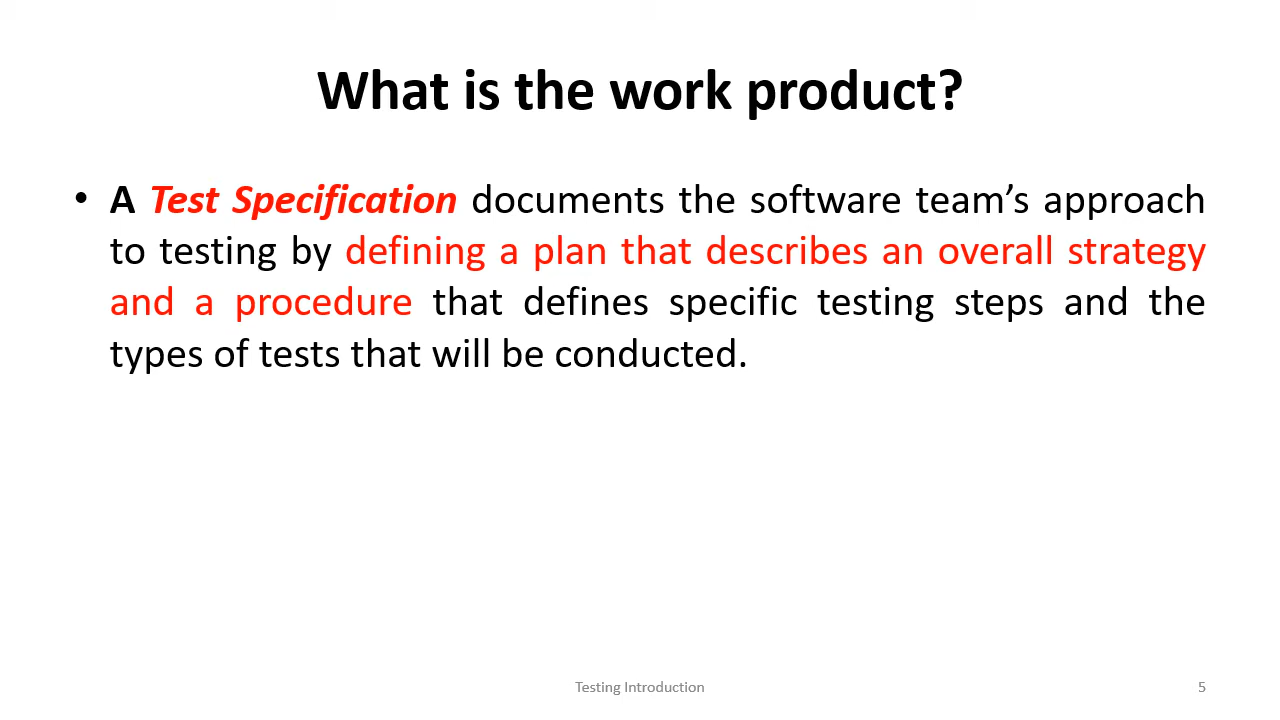 What is the work product?
• A Test Specification documents the software team’s approach
to testing by defining a plan that describes an overall strategy
and a procedure that defines specific testing steps and the
types of tests that will be conducted.
Testing Introduction
5